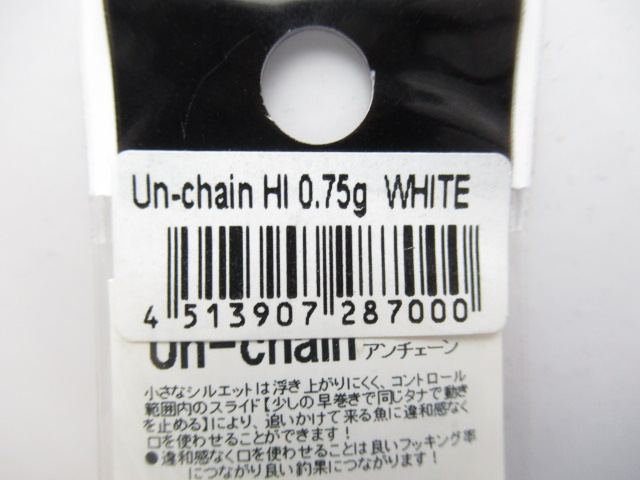 Un-chain HI 0.75g WHITE
4 513907 287000
Un-chain アンチェーン
小さなシルエットは浮き上がりにくく、コントロール
範囲内のスライド【少しの早巻きで同じタナで動き
を止める】により、追いかけて来る魚に違和感なく
口を使わせることができます！
●違和感なく口を使わせることは良いフッキング率
につながり良い釣果につながります！